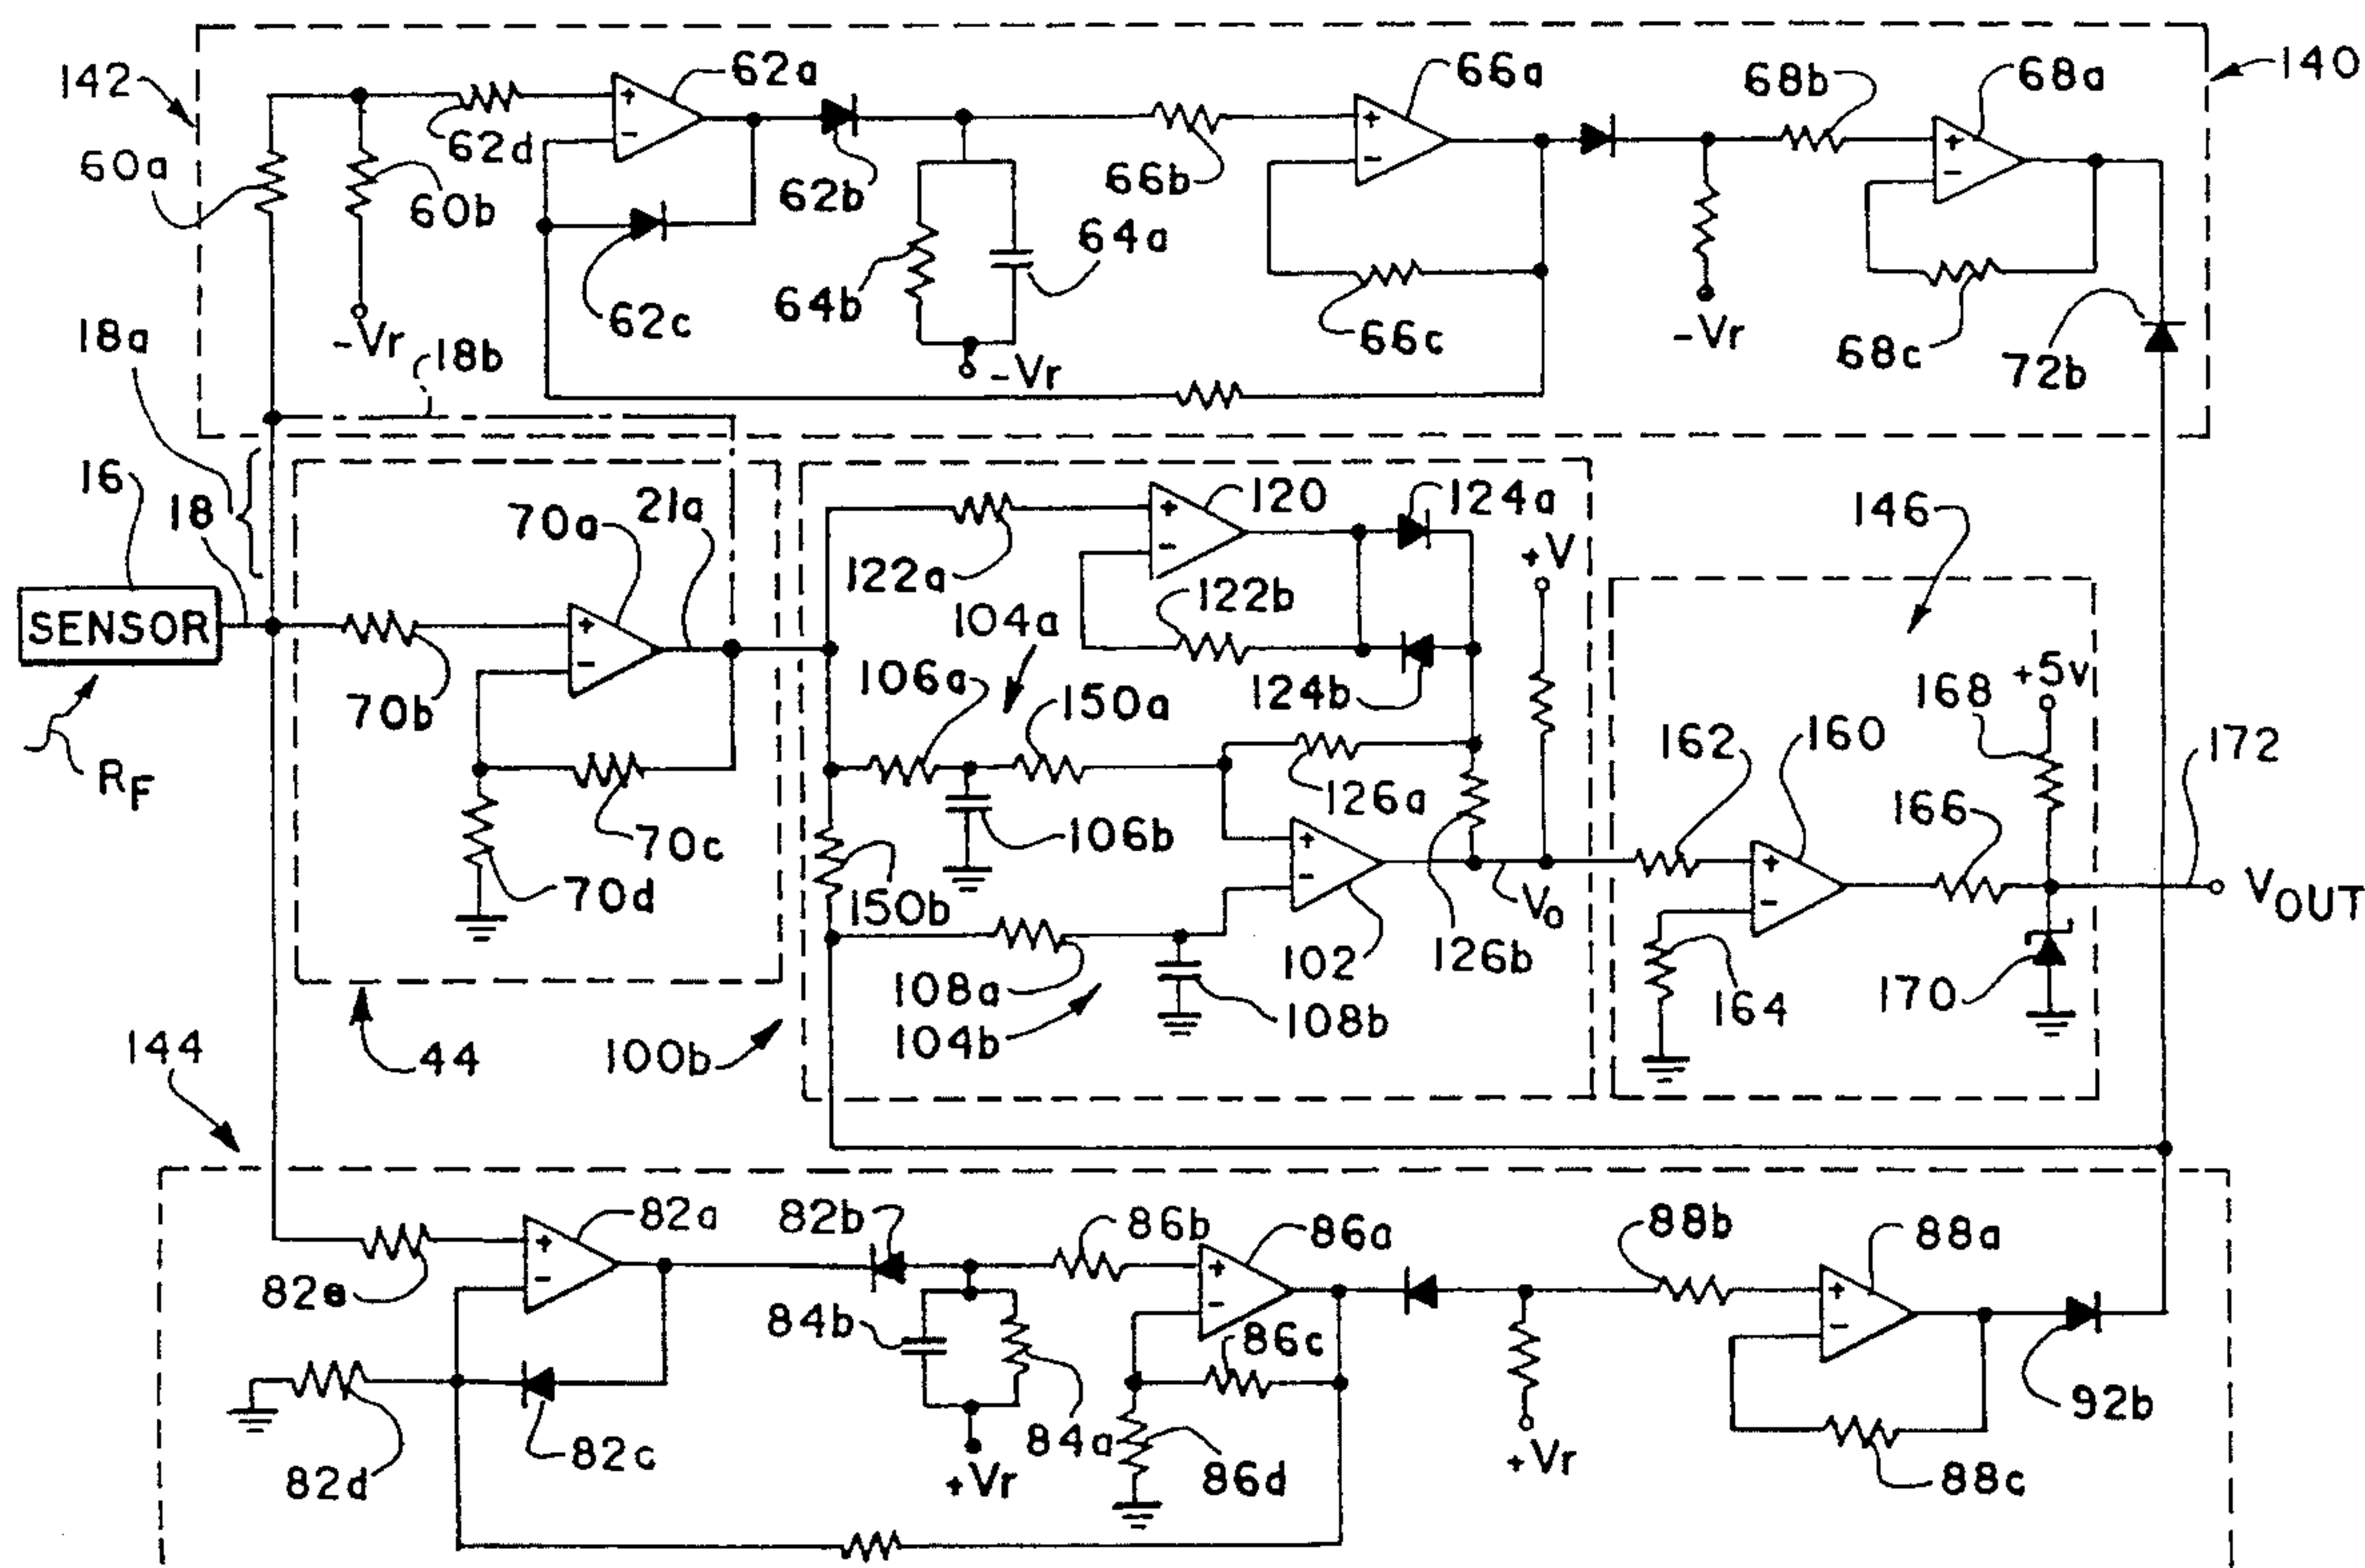 142
62a
66a
68b
68a
140
60a
62d
60b
62b
66b
64a
64b
62c
66c
68c
72b
18a
-Vr
18b
-Vr
-Vr
16
18
70a
21a
120
124a
146
+V
122a
122b
104a
SENSOR
106a
150a
124b
168
+5v
70b
162
160
172
RF
126a
166
70c
106b
70d
150b
Vo
VOUT
102
126b
108a
164
170
108b
104b
144
44
100b
82a
82b
86b
86a
88b
88a
82e
84b
86c
92b
82c
84a
82d
+Vr
86d
+Vr
88c